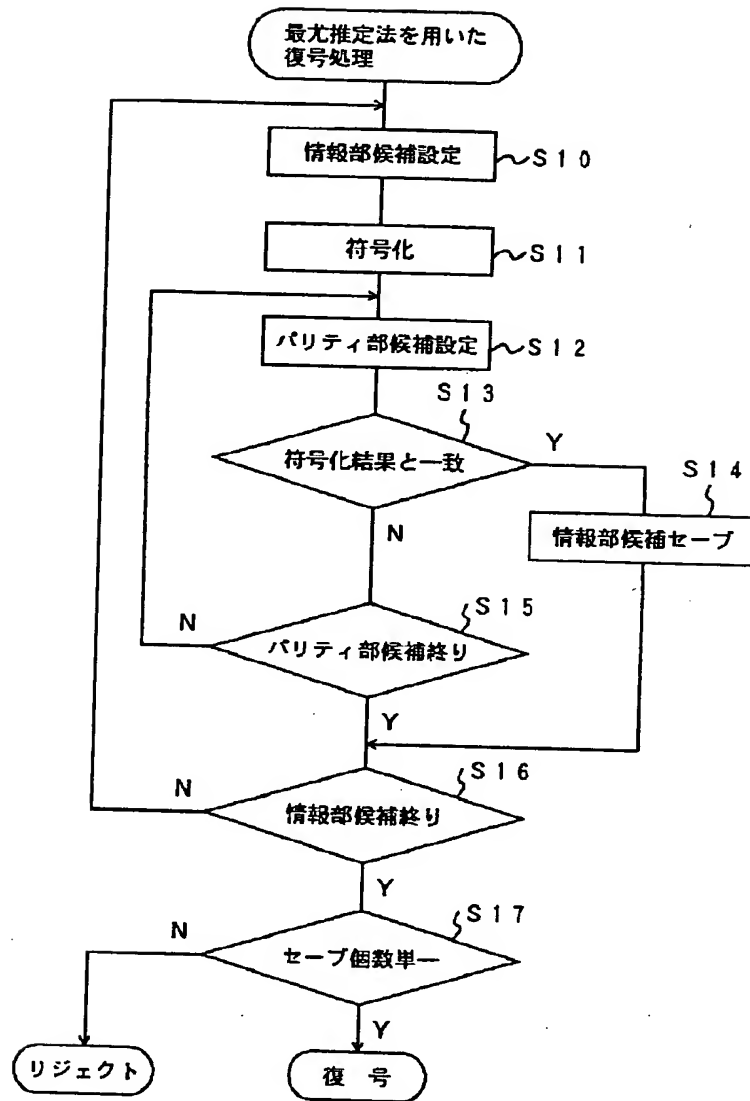 最尤推定法を用いた
復号処理
情報部候補設定
S10
符号化
S11
パリティ部候補設定
S12
S13
符号化結果と一致
Y
S14
情報部候補セーブ
N
S15
N
パリティ部候補終り
Y
S16
N
情報部候補終り
Y
S17
N
セーブ個数単一
Y
リジェクト
復 号